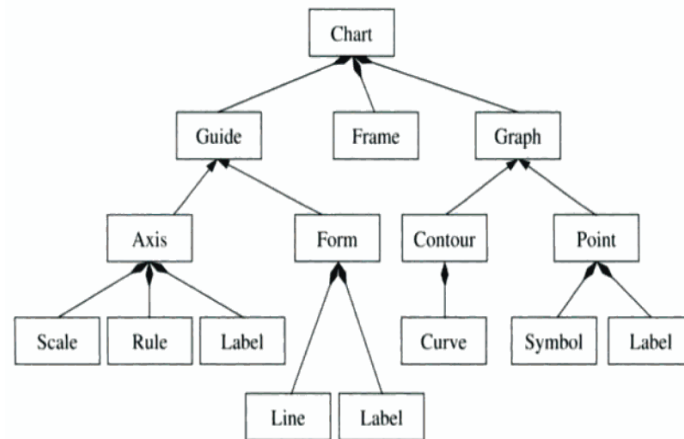 Chart
Guide Frame Graph
Axis Form Contour Point
Scale Rule Label Curve Symbol Label
Line Label